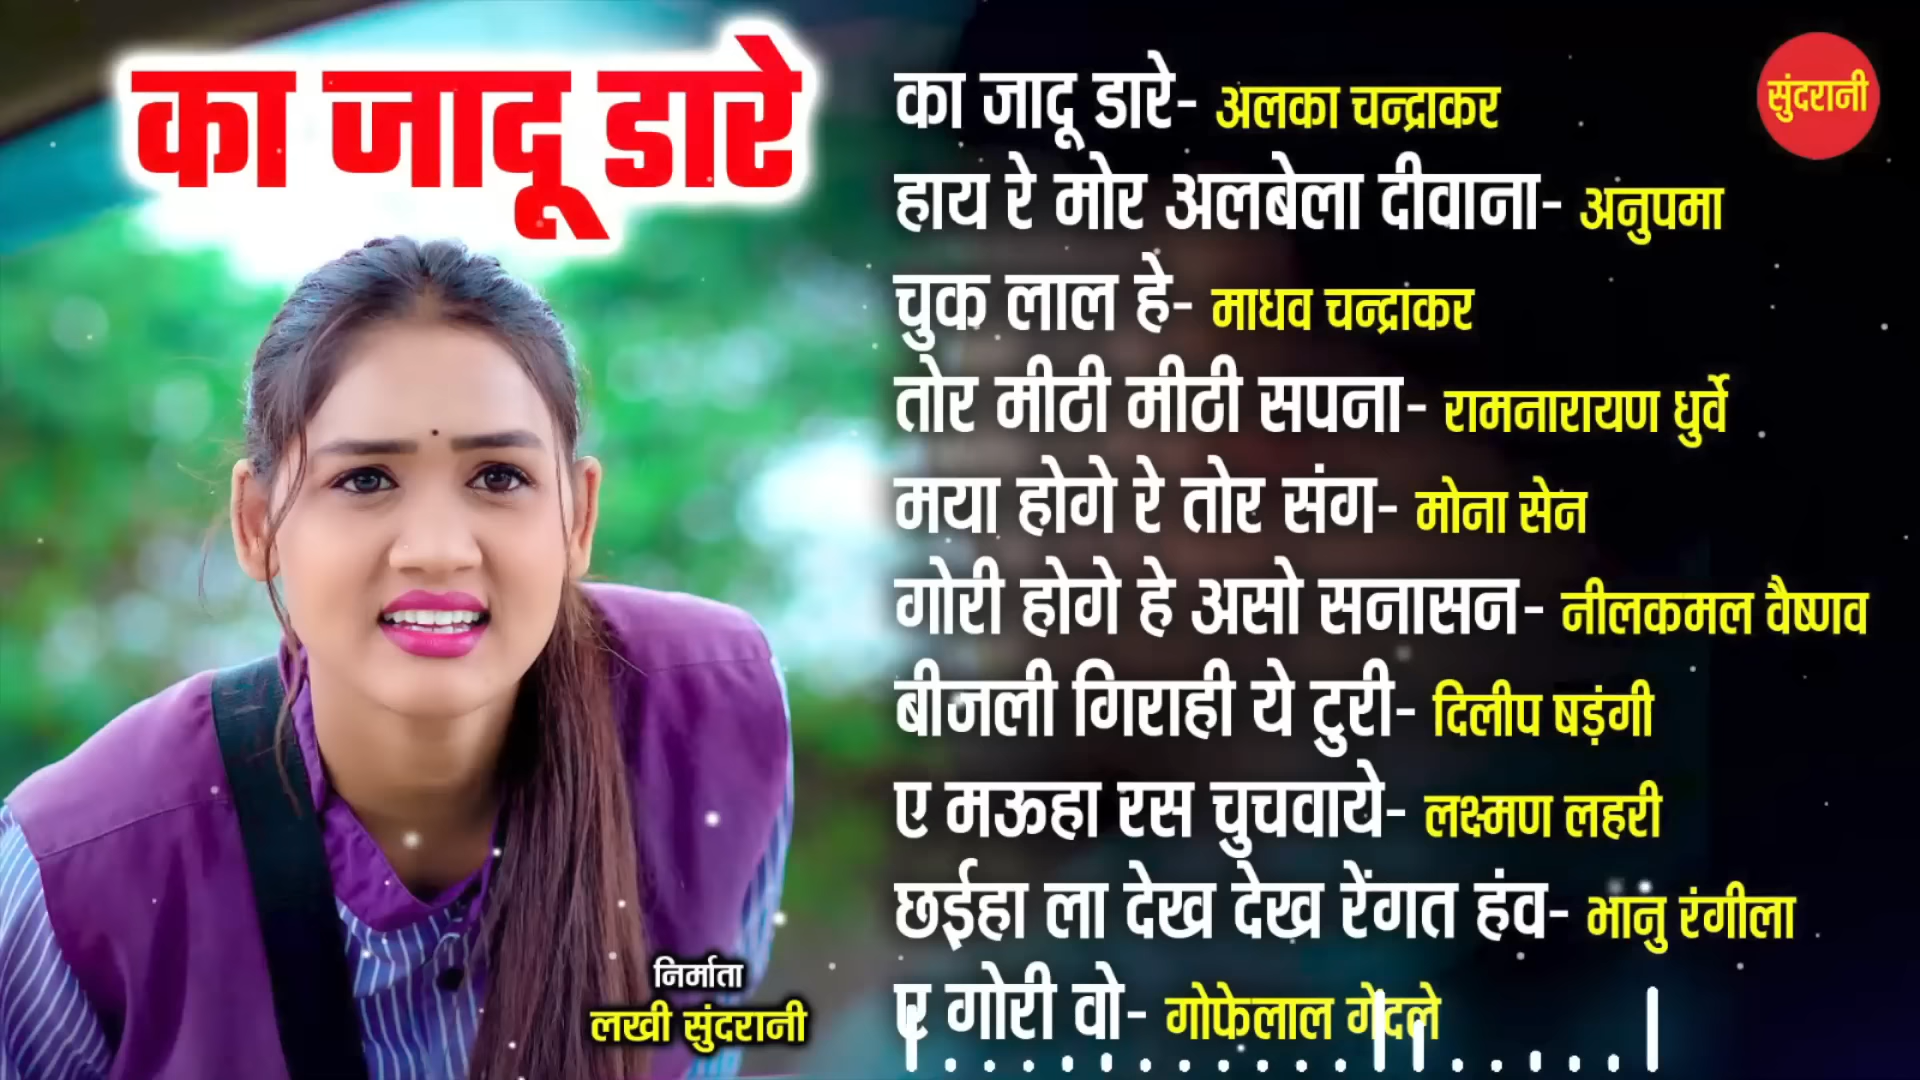 का जादू डारे
सुंदरानी
का जादू डारे- अलका चन्द्राकर
हाय रे मोर अलबेला दीवाना- अनुपमा
चुक लाल हे- माधव चन्द्राकर
तोर मीठी मीठी सपना- रामनारायण धुर्वे
मया होगे रे तोर संग- मोना सेन
गोरी होगे हे असो सनासन- नीलकमल वैष्णव
बीजली गिराही ये टुरी- दिलीप षड़ंगी
ए मऊहा रस चुचवाये- लक्ष्मण लहरी
छईहा ला देख देख रेंगत हंव- भानु रंगीला
ए गोरी वो- गोफेलाल गेंदले
निर्माता
लखी सुंदरानी